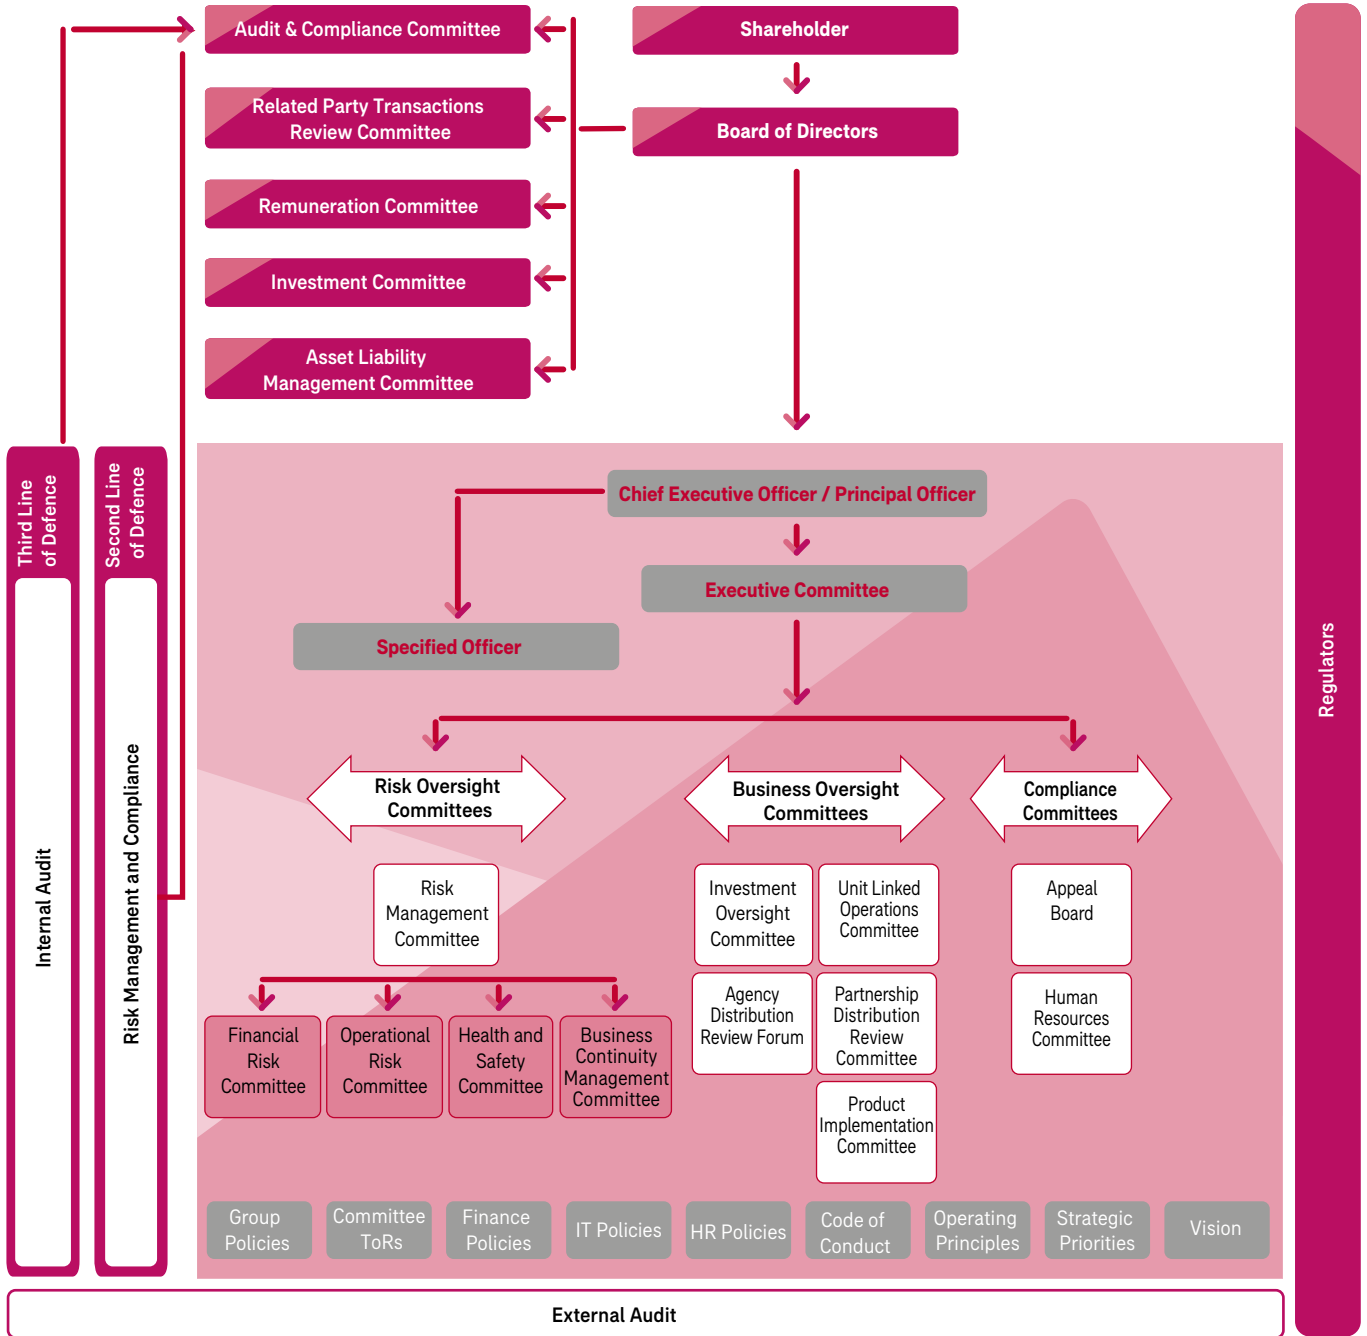 Audit & Compliance Committee
Shareholder
Related Party Transactions
Review Committee
Board of Directors
Remuneration Committee
Investment Committee
Asset Liability
Management Committee
Third Line
of Defence
Internal Audit
Second Line
of Defence
Risk Management and Compliance
Chief Executive Officer / Principal Officer
Executive Committee
Specified Officer
Risk Oversight
Committees
Business Oversight
Committees
Compliance
Committees
Risk
Management
Committee
Investment
Oversight
Committee
Unit Linked
Operations
Committee
Appeal
Board
Financial
Risk
Committee
Operational
Risk
Committee
Health and
Safety
Committee
Business
Continuity
Management
Committee
Agency
Distribution
Review Forum
Partnership
Distribution
Review
Committee
Human
Resources
Committee
Product
Implementation
Committee
Group
Policies
Committee
ToRs
Finance
Policies
IT Policies
HR Policies
Code of
Conduct
Operating
Principles
Strategic
Priorities
Vision
External Audit
Regulators